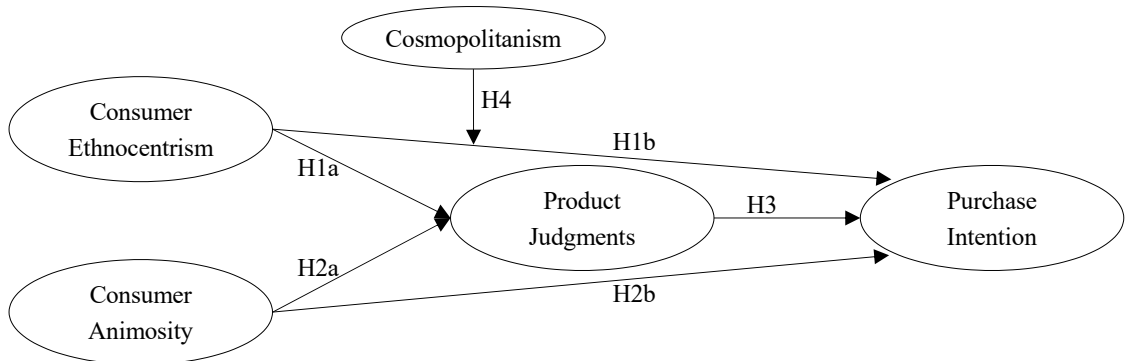 Cosmopolitanism
H4
Consumer
Ethnocentrism
H1b
H1a
Product
Judgments
H3
Purchase
Intention
H2a
H2b
Consumer
Animosity